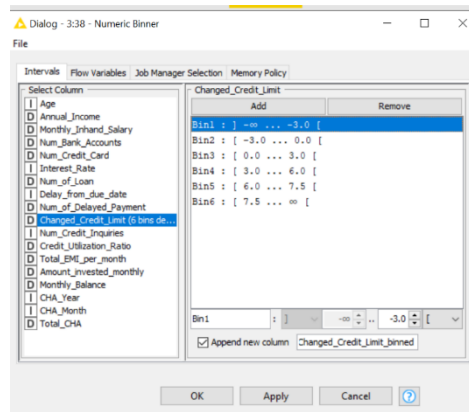 Dialog - 3:38 - Numeric Binner
File
Intervals Flow Variables Job Manager Selection Memory Policy
Select Column
I Age
D Annual_Income
D Monthly_Inhand_Salary
D Num_Bank_Accounts
D Num_Credit_Card
I Interest_Rate
D Num_of_Loan
I Delay_from_due_date
D Num_of_Delayed_Payment
D Changed_Credit_Limit (6 bins de...
I Num_Credit_Inquiries
D Credit_Utilization_Ratio
D Total_EMI_per_month
D Amount_invested_monthly
D Monthly_Balance
I CHA_Year
I CHA_Month
D Total_CHA
Changed_Credit_Limit
Add Remove
Bin1 : ] -∞ ... -3.0 [
Bin2 : [ -3.0 ... 0.0 [
Bin3 : [ 0.0 ... 3.0 [
Bin4 : [ 3.0 ... 6.0 [
Bin5 : [ 6.0 ... 7.5 [
Bin6 : [ 7.5 ... ∞ [
Bin1 : ] -∞ .. -3.0 [
Append new column Changed_Credit_Limit_binned
OK Apply Cancel ?